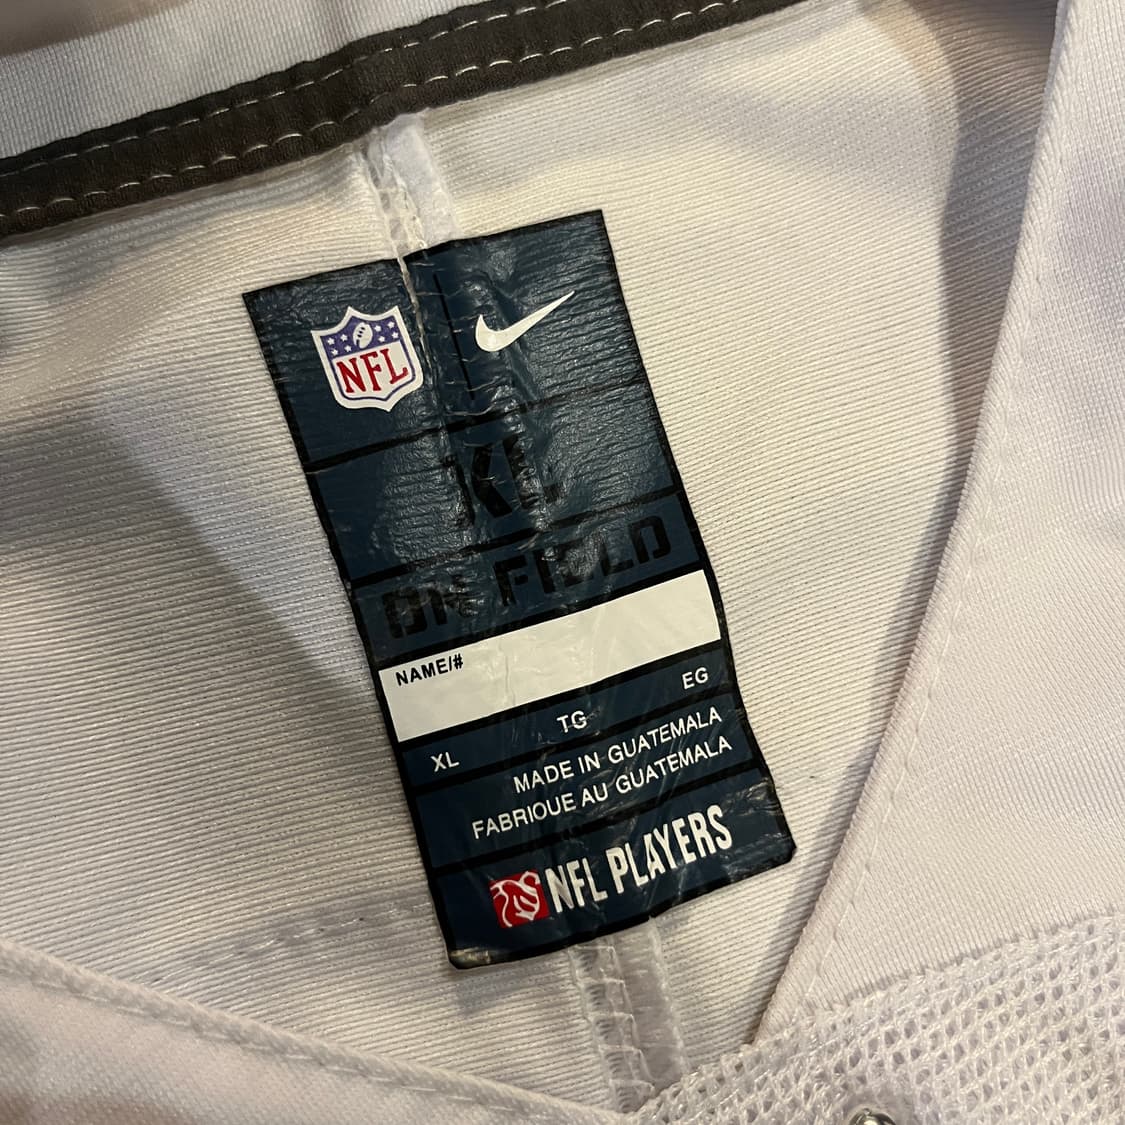 NFL
XL
ON FIELD
NAME/#
XL TG EG
MADE IN GUATEMALA
FABRIQUE AU GUATEMALA
NFL PLAYERS